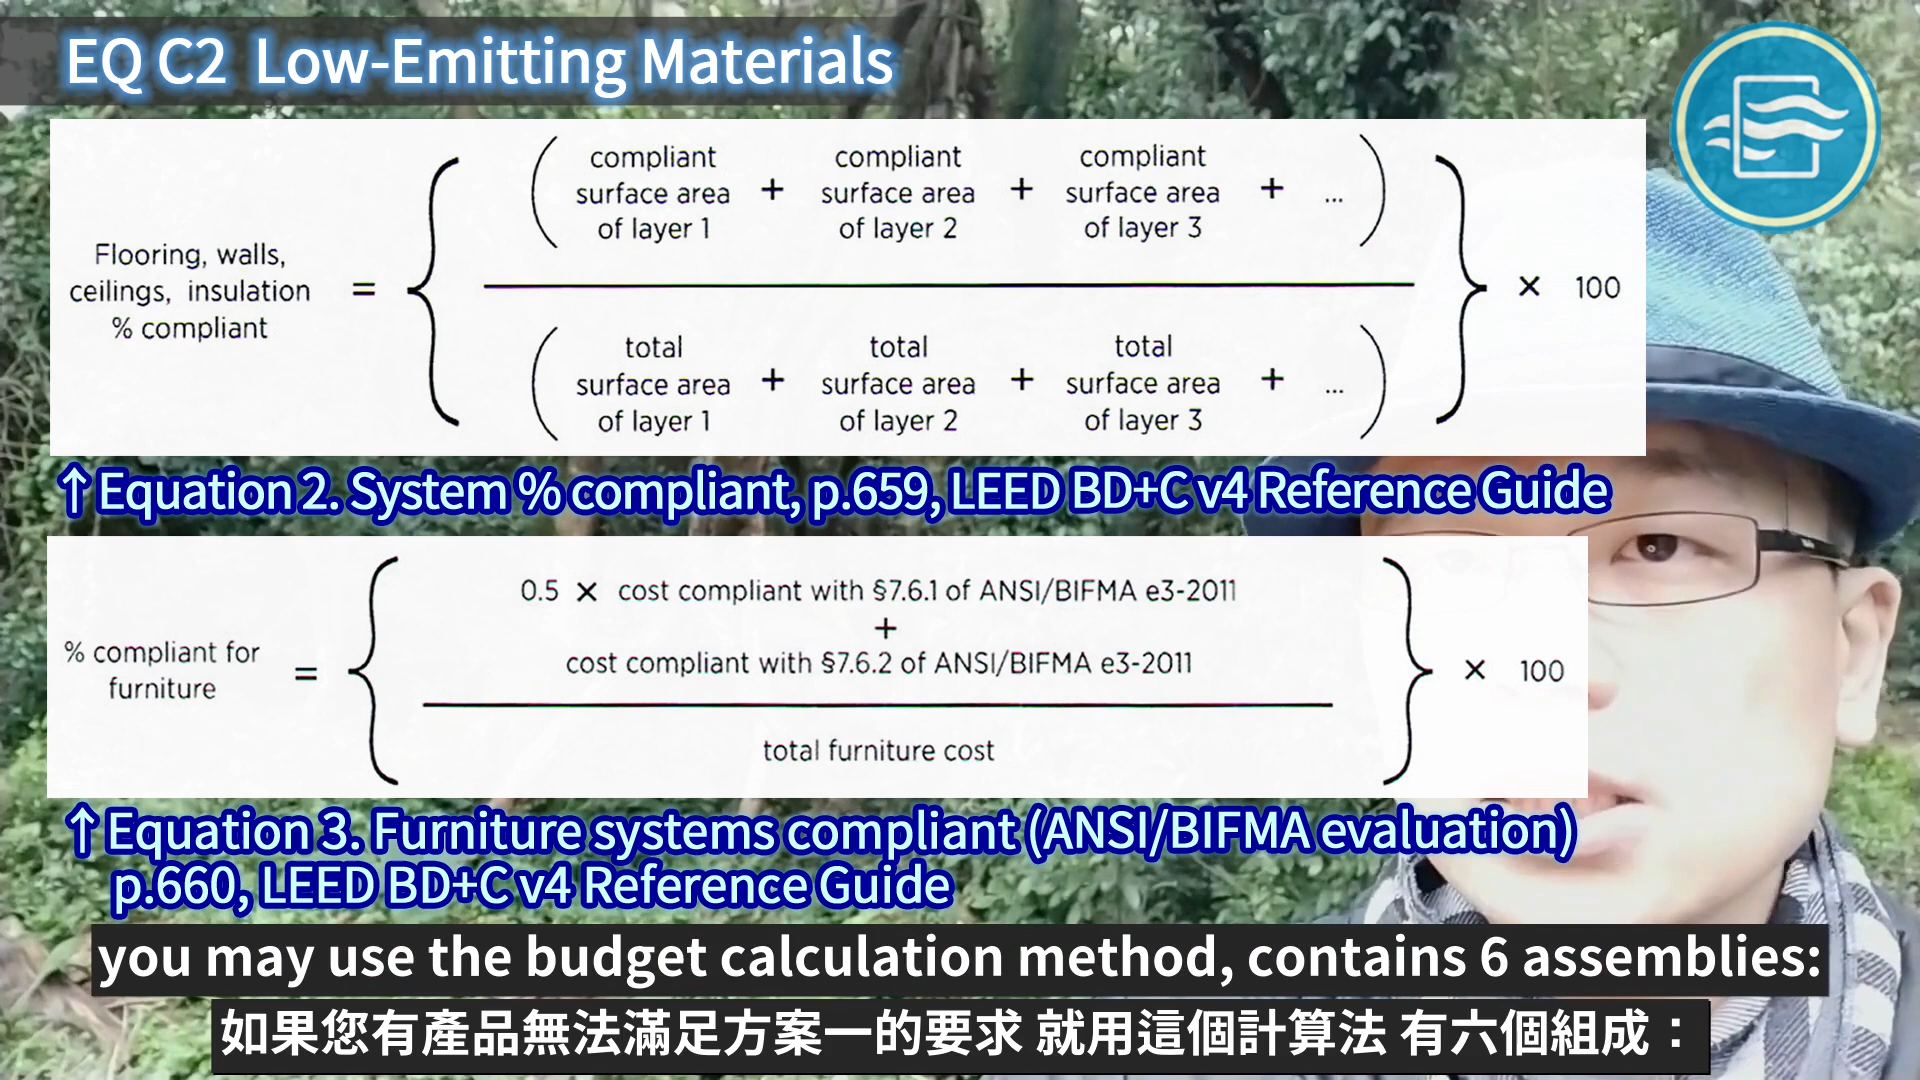 EQ C2 Low-Emitting Materials
Flooring, walls,
ceilings, insulation
% compliant
=
compliant surface area of layer 1 + compliant surface area of layer 2 + compliant surface area of layer 3 + ...
total surface area of layer 1 + total surface area of layer 2 + total surface area of layer 3 + ...
× 100
↑Equation 2. System % compliant, p.659, LEED BD+C v4 Reference Guide
% compliant for
furniture
=
0.5 × cost compliant with §7.6.1 of ANSI/BIFMA e3-2011
+
cost compliant with §7.6.2 of ANSI/BIFMA e3-2011
total furniture cost
× 100
↑Equation 3. Furniture systems compliant (ANSI/BIFMA evaluation)
p.660, LEED BD+C v4 Reference Guide
you may use the budget calculation method, contains 6 assemblies:
如果您有產品無法滿足方案一的要求 就用這個計算法 有六個組成：